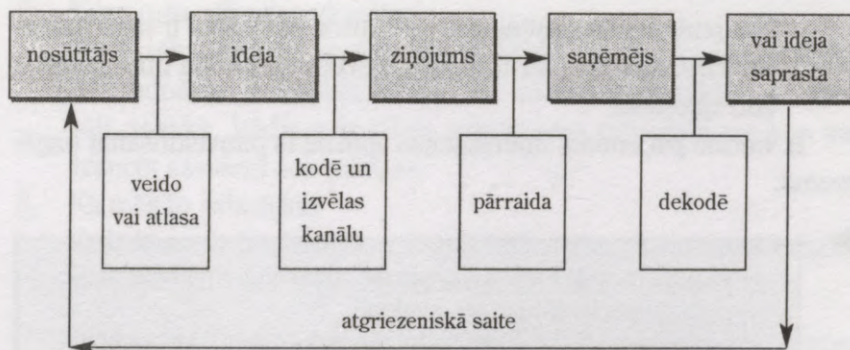 nosūtītājs
ideja
ziņojums
saņēmējs
vai ideja
saprasta
veido
vai atlasa
kodē un
izvēlas
kanālu
pārraida
dekodē
atgriezeniskā saite